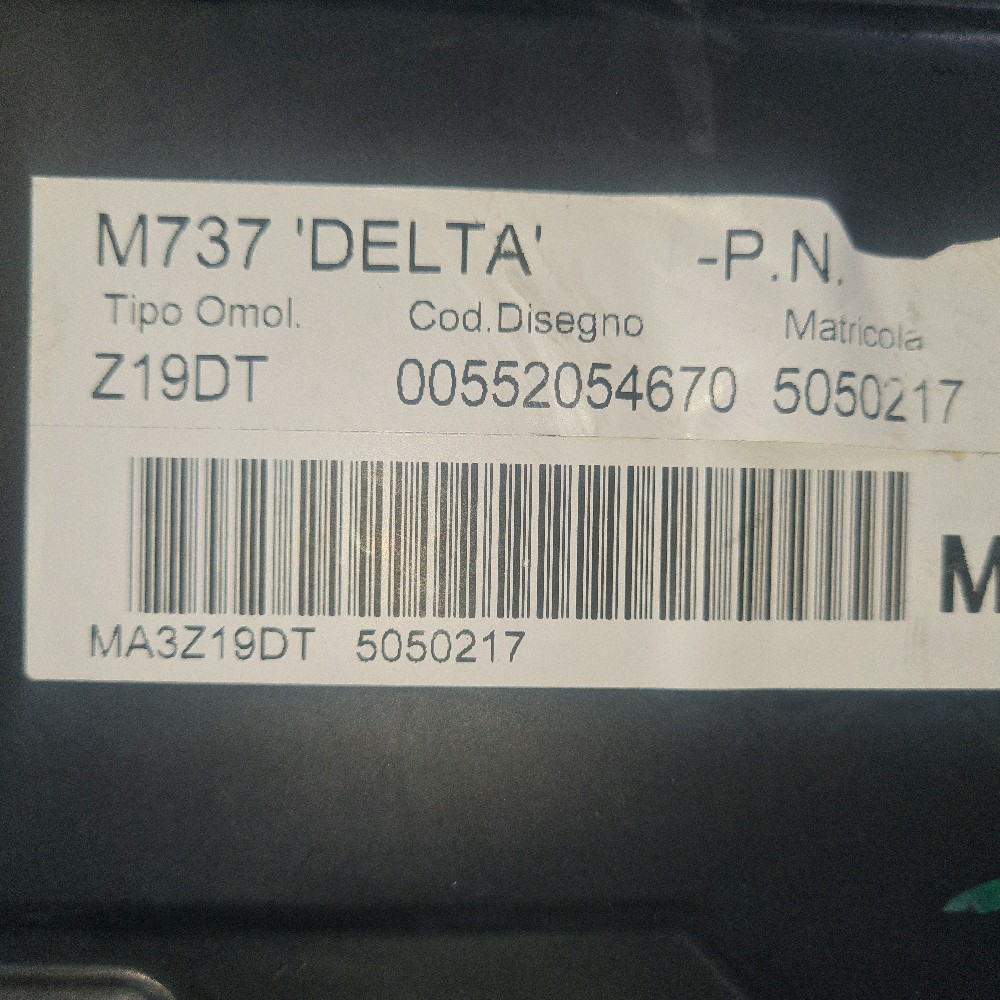 M737 'DELTA' -P.N.
Tipo Omol. Cod.Disegno Matricola
Z19DT 00552054670 5050217
M
MA3Z19DT 5050217